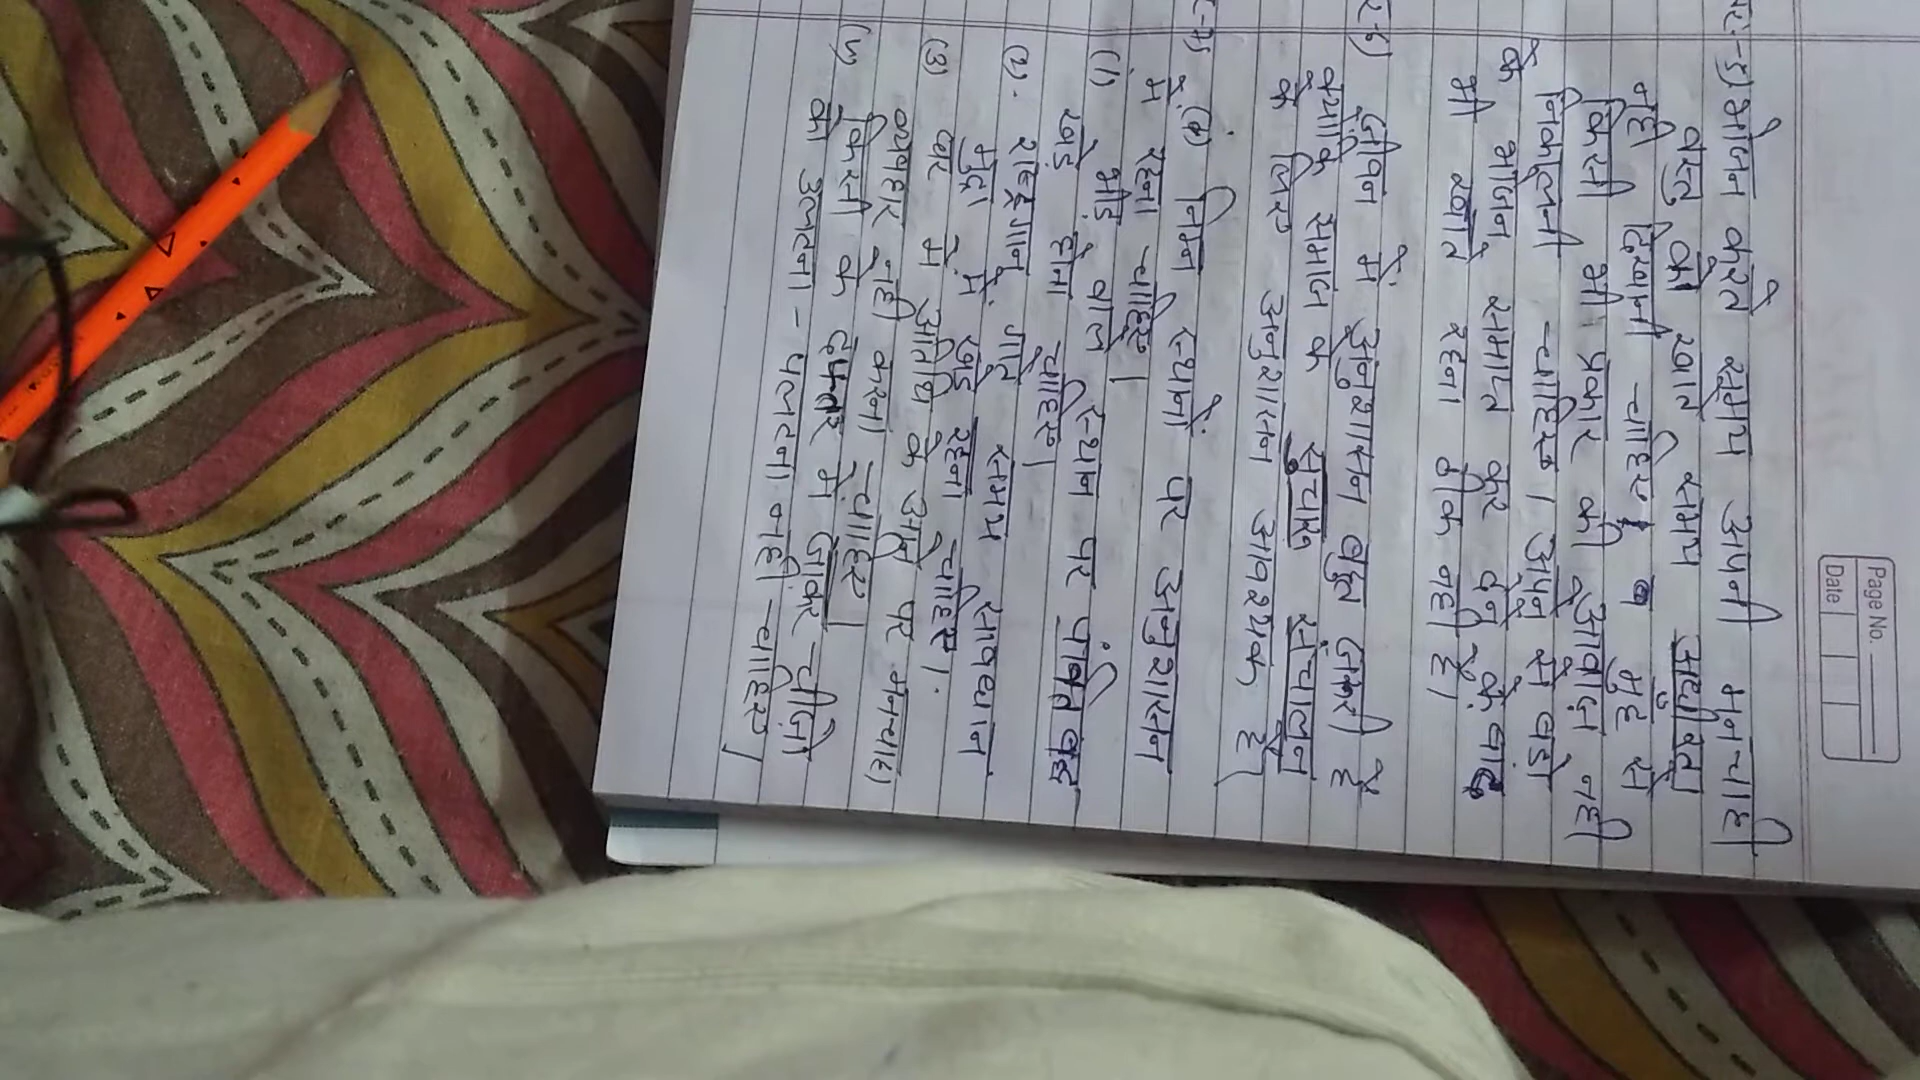 Page No.
Date
उत्तर-5) भोजन करते समय अपनी मनचाही
वस्तु को खाते समय अधीरता
नही दिखानी चाहिए। व मुह से
किसी भी प्रकार की आवाज नही
निकालनी चाहिए। अपने से बडो
के भोजन समाप्त कर देने के बाद
भी खाते रहना ठीक नही है।
जीवन में अनुशासन बहुत जरूरी है
क्योंकि समाज के सुचारू संचालन
के लिए अनुशासन आवश्यक है।
(क) निम्न स्थानों पर अनुशासन
में रहना चाहिए।
(1) भीड़ वाले स्थान पर पंक्तिबद्ध
खड़े होना चाहिए।
(2) राष्ट्रगान गाते समय सावधान
मुद्रा में खड़े रहना चाहिए।
(3) घर में अतिथि के आने पर मनचाहा
व्यवहार नही करना चाहिए।
(4) किसी के दफ्तर में जाकर चीजो
को उलटना-पलटना नही चाहिए।